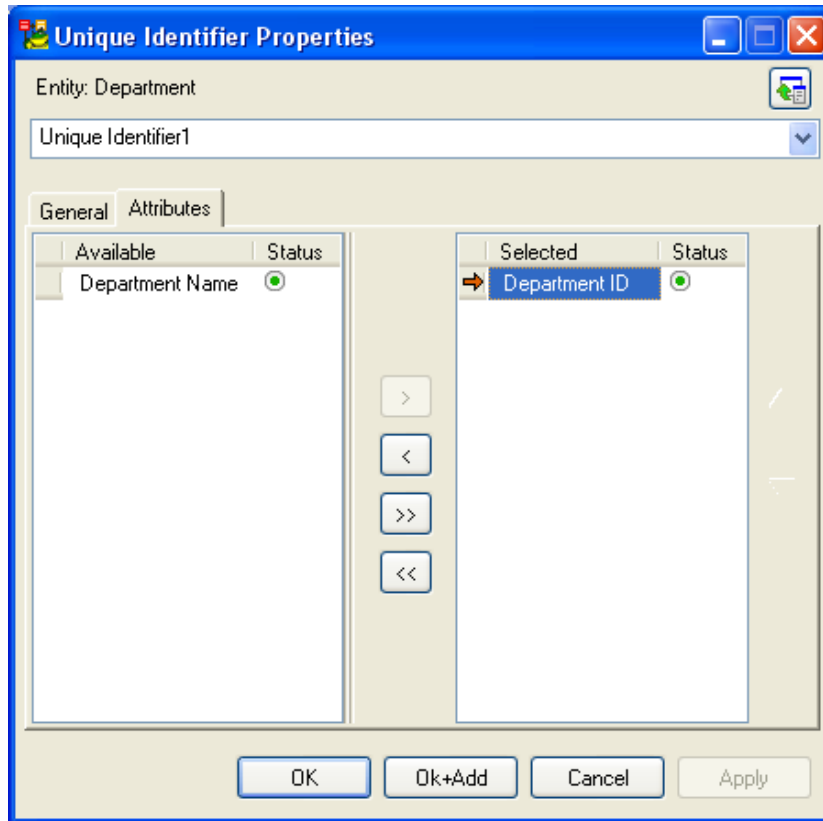 Unique Identifier Properties
Entity: Department
Unique Identifier1
General Attributes
Available Status
Department Name
Selected Status
Department ID
>
<
>>
<<
OK Ok+Add Cancel Apply